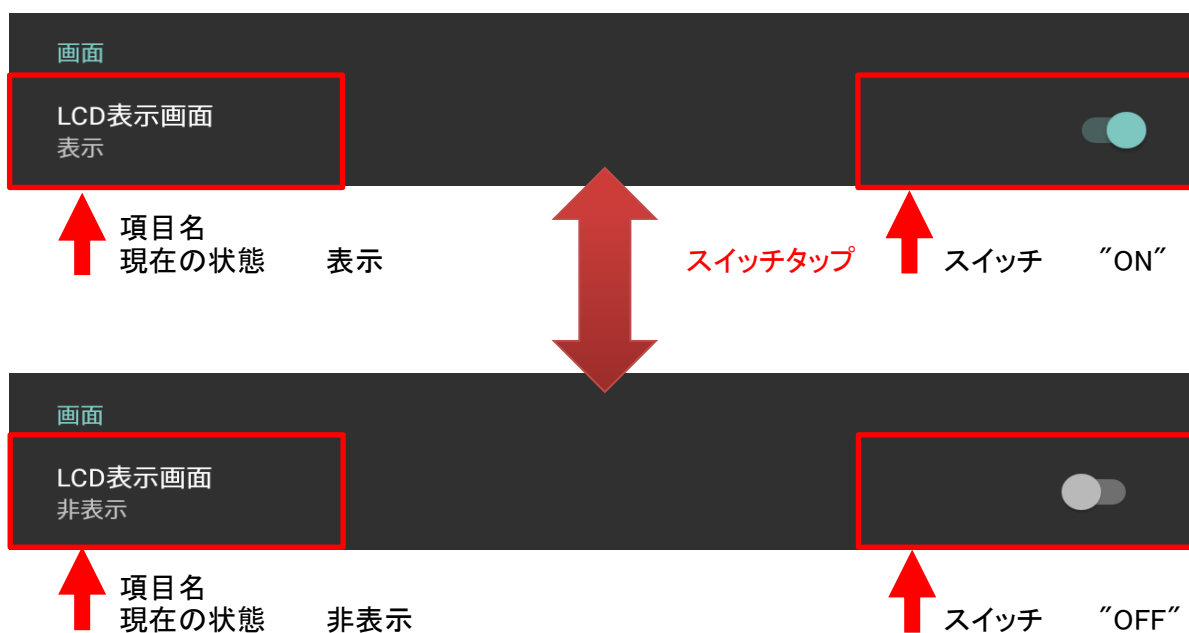 画面
LCD表示画面
表示
項目名
現在の状態 表示
スイッチタップ
スイッチ ″ON″
画面
LCD表示画面
非表示
項目名
現在の状態 非表示
スイッチ ″OFF″